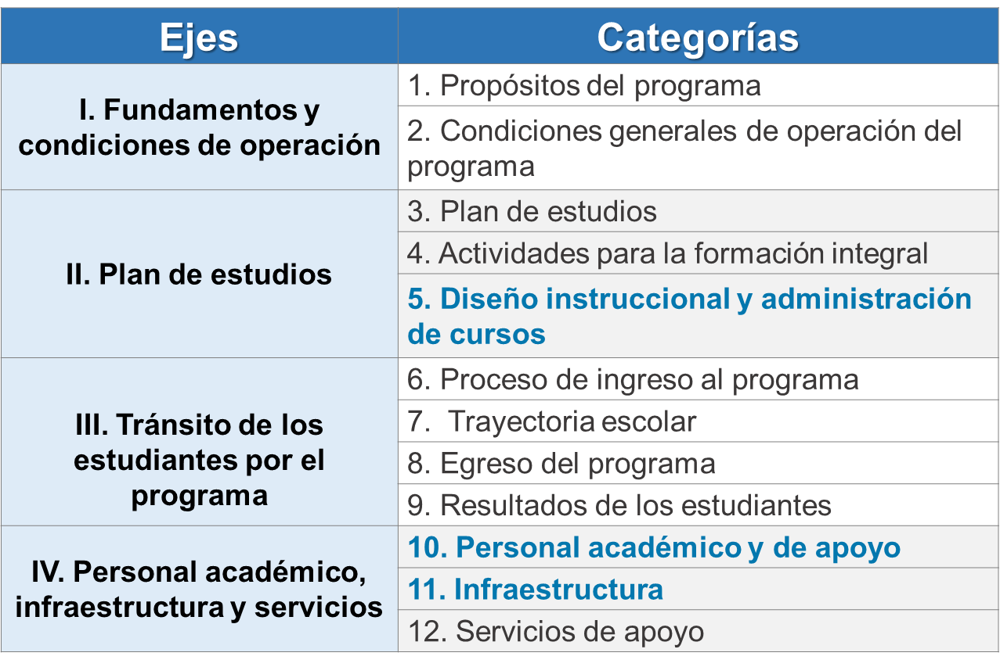 Ejes
Categorías
I. Fundamentos y
condiciones de operación
1. Propósitos del programa
2. Condiciones generales de operación del
programa
II. Plan de estudios
3. Plan de estudios
4. Actividades para la formación integral
5. Diseño instruccional y administración
de cursos
III. Tránsito de los
estudiantes por el
programa
6. Proceso de ingreso al programa
7.  Trayectoria escolar
8. Egreso del programa
9. Resultados de los estudiantes
IV. Personal académico,
infraestructura y servicios
10. Personal académico y de apoyo
11. Infraestructura
12. Servicios de apoyo